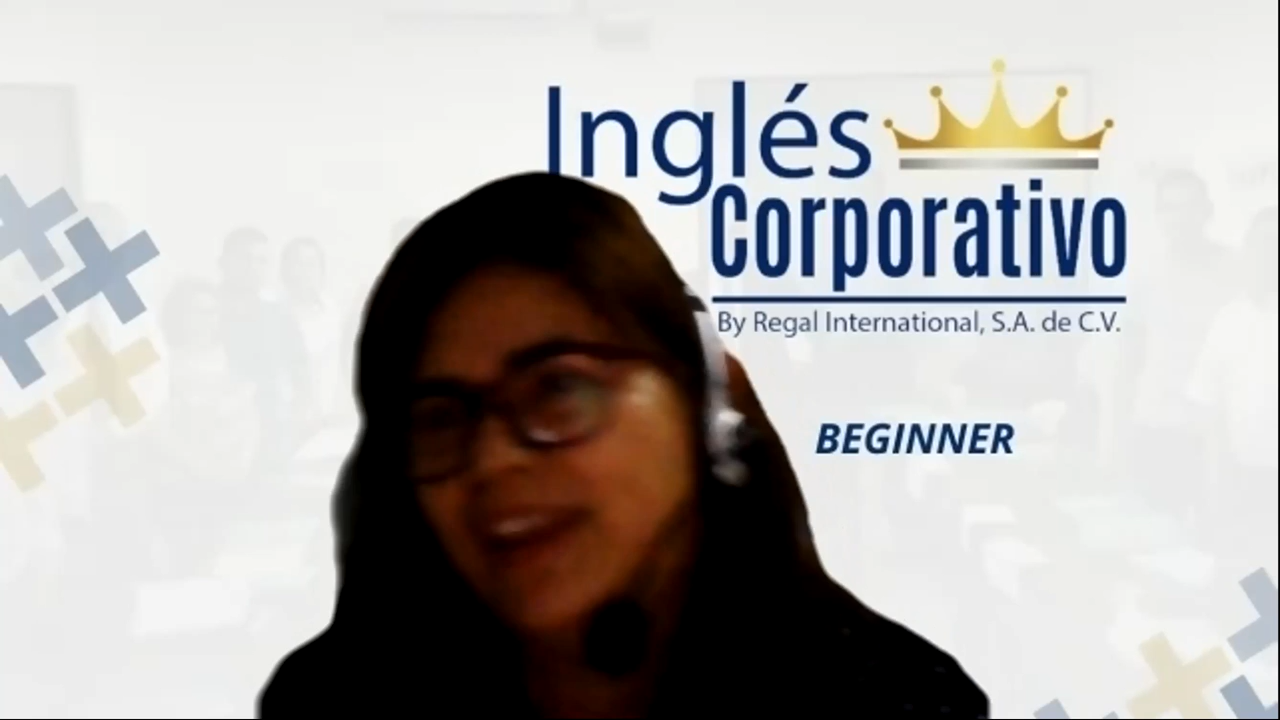 Inglés
Corporativo
By Regal International, S.A. de C.V.
BEGINNER